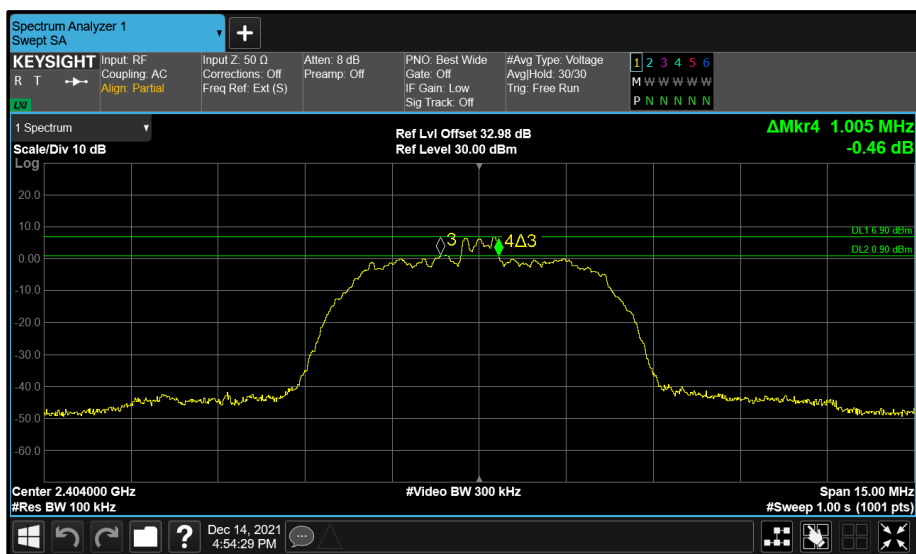 Spectrum Analyzer 1
Swept SA
+
KEYSIGHT
R T
LXI
Input: RF
Coupling: AC
Align: Partial
Input Z: 50 Ω
Corrections: Off
Freq Ref: Ext (S)
Atten: 8 dB
Preamp: Off
PNO: Best Wide
Gate: Off
IF Gain: Low
Sig Track: Off
#Avg Type: Voltage
Avg|Hold: 30/30
Trig: Free Run
1 2 3 4 5 6
M W W W W W
P N N N N N
1 Spectrum
Scale/Div 10 dB
Log
Ref Lvl Offset 32.98 dB
Ref Level 30.00 dBm
ΔMkr4 1.005 MHz
-0.46 dB
20.0
10.0
0.00
-10.0
-20.0
-30.0
-40.0
-50.0
-60.0
3
4Δ3
DL1 6.90 dBm
DL2 0.90 dBm
Center 2.404000 GHz
#Res BW 100 kHz
#Video BW 300 kHz
Span 15.00 MHz
#Sweep 1.00 s (1001 pts)
?
Dec 14, 2021
4:54:29 PM